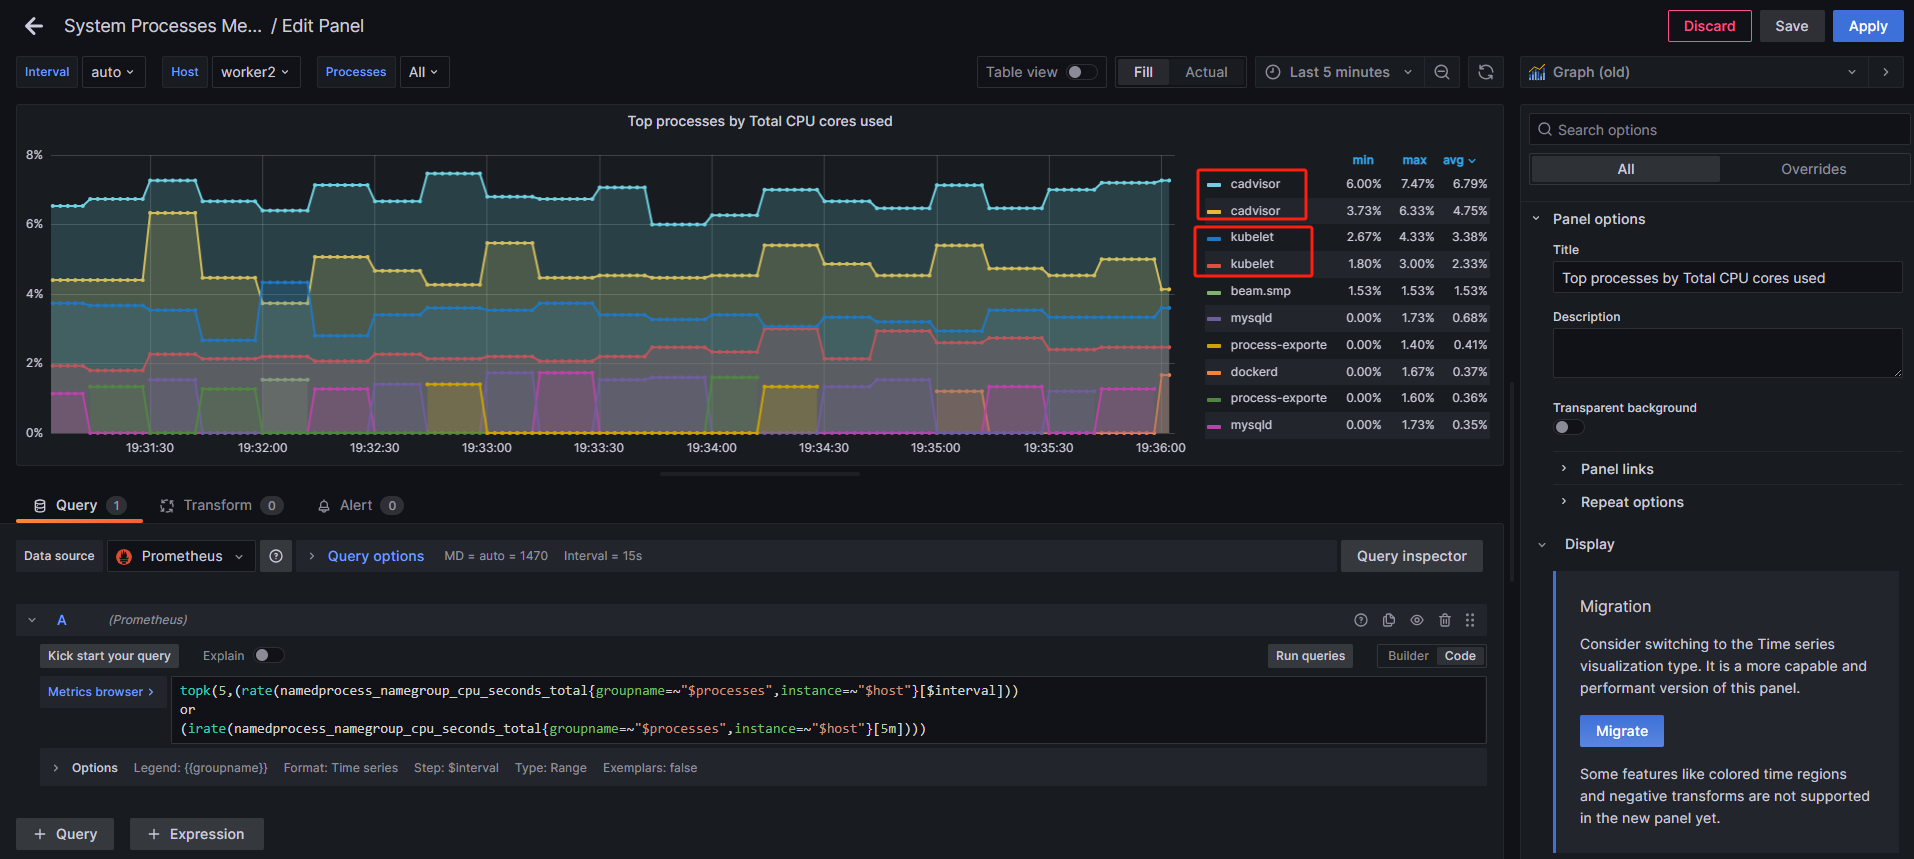 System Processes Me... / Edit Panel
Discard
Save
Apply
Interval
auto
Host
worker2
Processes
All
Table view
Fill
Actual
Last 5 minutes
Graph (old)
Top processes by Total CPU cores used
8%
6%
4%
2%
0%
19:31:30
19:32:00
19:32:30
19:33:00
19:33:30
19:34:00
19:34:30
19:35:00
19:35:30
19:36:00
min max avg
cadvisor 6.00% 7.47% 6.79%
cadvisor 3.73% 6.33% 4.75%
kubelet 2.67% 4.33% 3.38%
kubelet 1.80% 3.00% 2.33%
beam.smp 1.53% 1.53% 1.53%
mysqld 0.00% 1.73% 0.68%
process-exporte 0.00% 1.40% 0.41%
dockerd 0.00% 1.67% 0.37%
process-exporte 0.00% 1.60% 0.36%
mysqld 0.00% 1.73% 0.35%
Search options
All
Overrides
Panel options
Title
Top processes by Total CPU cores used
Description
Transparent background
Panel links
Repeat options
Display
Migration
Consider switching to the Time series
visualization type. It is a more capable and
performant version of this panel.
Migrate
Some features like colored time regions
and negative transforms are not supported
in the new panel yet.
Query 1
Transform 0
Alert 0
Data source
Prometheus
Query options
MD = auto = 1470
Interval = 15s
Query inspector
A
(Prometheus)
Kick start your query
Explain
Run queries
Builder
Code
Metrics browser >
topk(5,(rate(namedprocess_namegroup_cpu_seconds_total{groupname=~"$processes",instance=~"$host"}[$interval]))
or
(irate(namedprocess_namegroup_cpu_seconds_total{groupname=~"$processes",instance=~"$host"}[5m])))
Options
Legend: {{groupname}}
Format: Time series
Step: $interval
Type: Range
Exemplars: false
+ Query
+ Expression